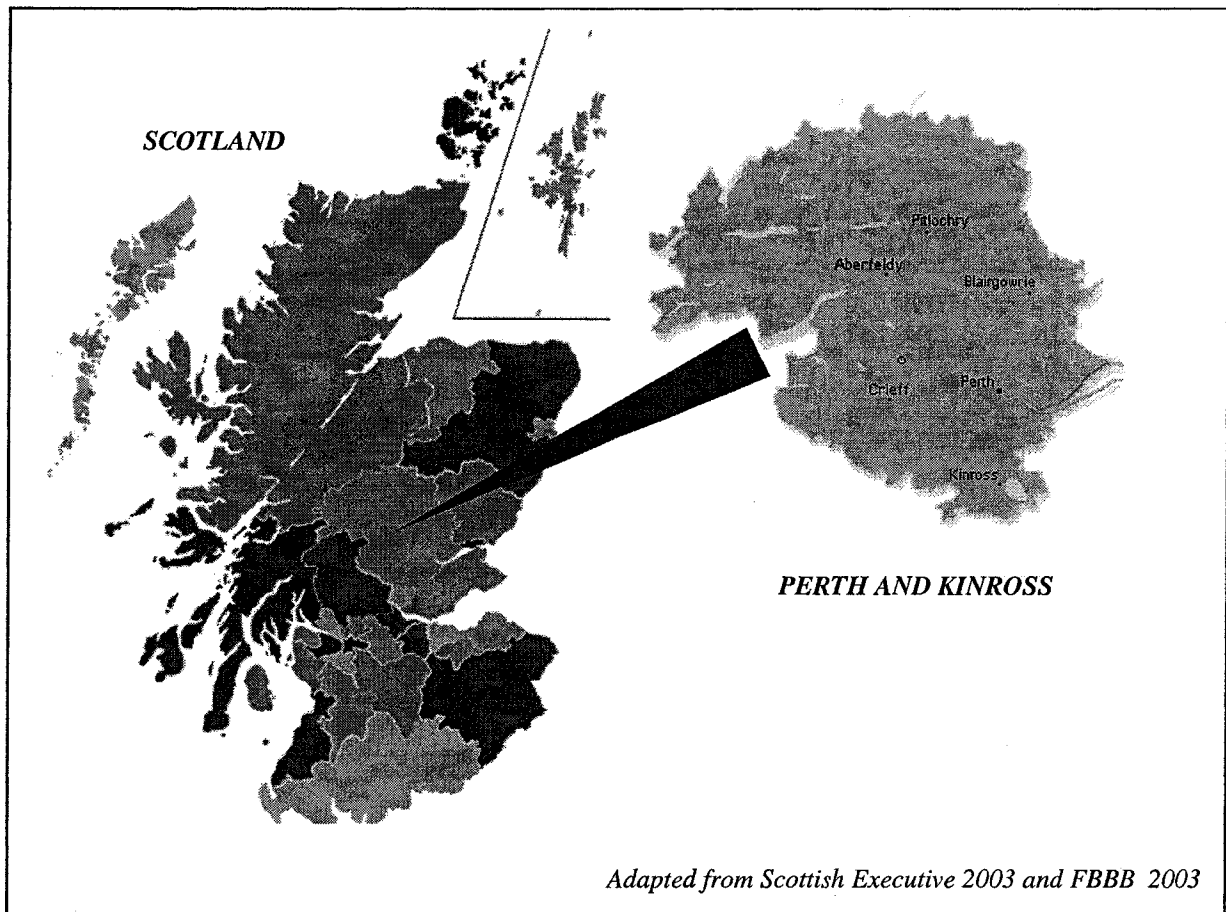 SCOTLAND
Pitlochry
Aberfeldy
Blairgowrie
Crieff
Perth
Kinross
PERTH AND KINROSS
Adapted from Scottish Executive 2003 and FBBB 2003